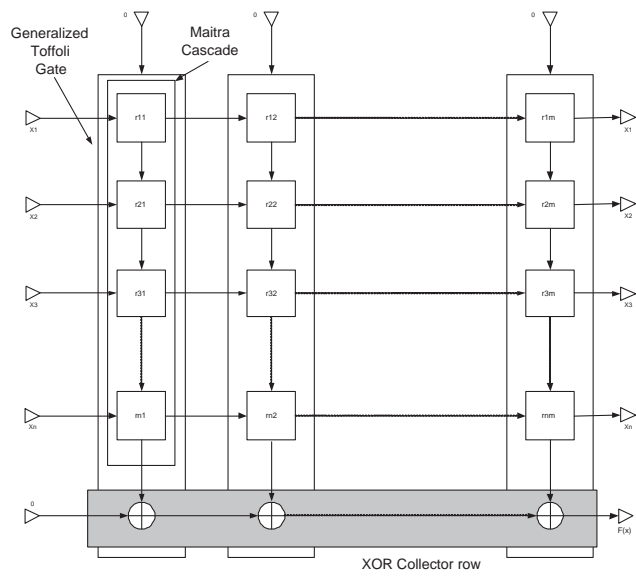 0 0 0
Generalized Toffoli Gate
Maitra Cascade
X1 r11 r12 r1m X1
X2 r21 r22 r2m X2
X3 r31 r32 r3m X3
Xn rn1 rn2 rnm Xn
0 F(x)
XOR Collector row